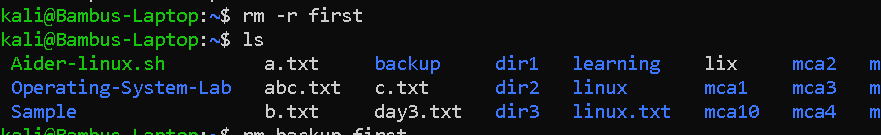 kali@Bambus-Laptop:~$ rm -r first
kali@Bambus-Laptop:~$ ls
Aider-linux.sh a.txt backup dir1 learning lix mca2 m
Operating-System-Lab abc.txt c.txt dir2 linux mca1 mca3 m
Sample b.txt day3.txt dir3 linux.txt mca10 mca4 m
kali@Bambus-Laptop:~$ rm backup first